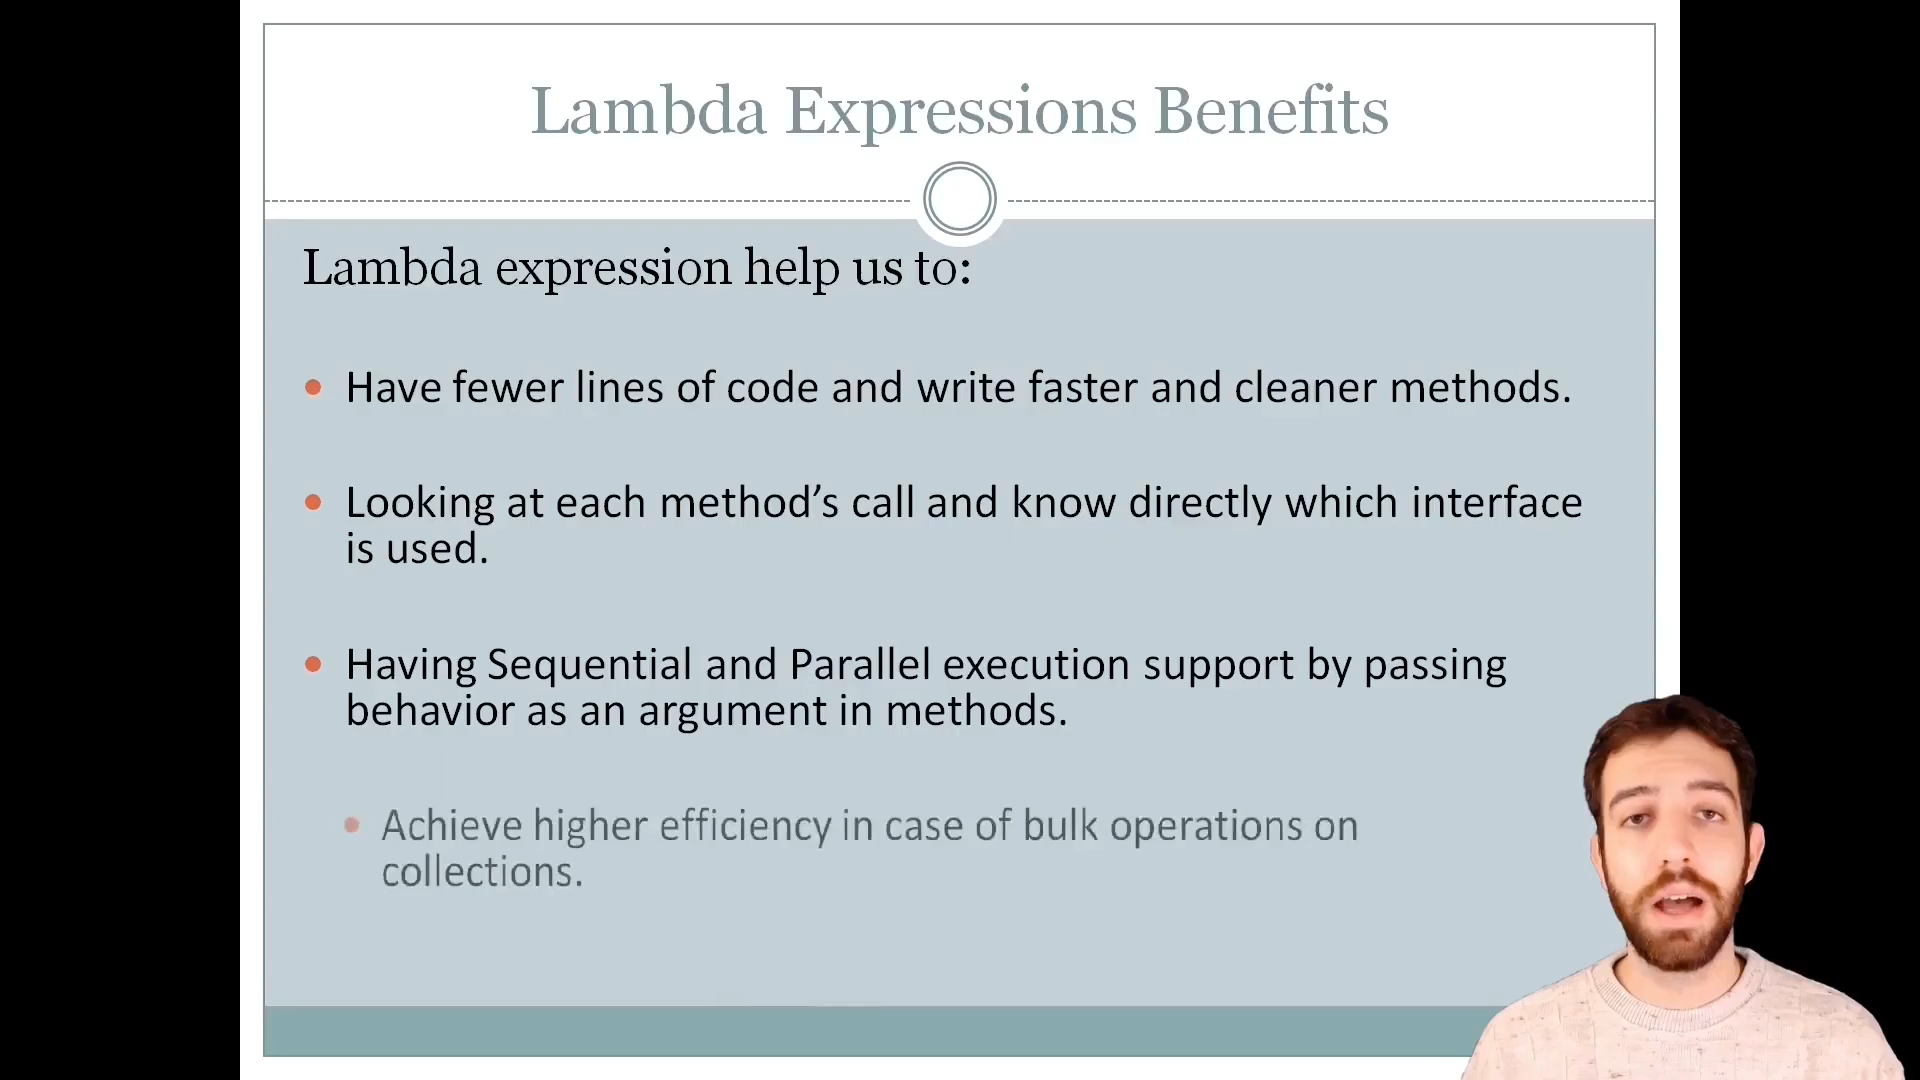 Lambda Expressions Benefits
Lambda expression help us to:
Have fewer lines of code and write faster and cleaner methods.
Looking at each method’s call and know directly which interface
is used.
Having Sequential and Parallel execution support by passing
behavior as an argument in methods.
Achieve higher efficiency in case of bulk operations on
collections.